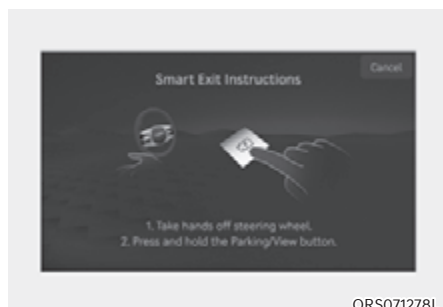 Cancel
Smart Exit Instructions
1. Take hands off steering wheel.
2. Press and hold the Parking/View button.
ORS071278L